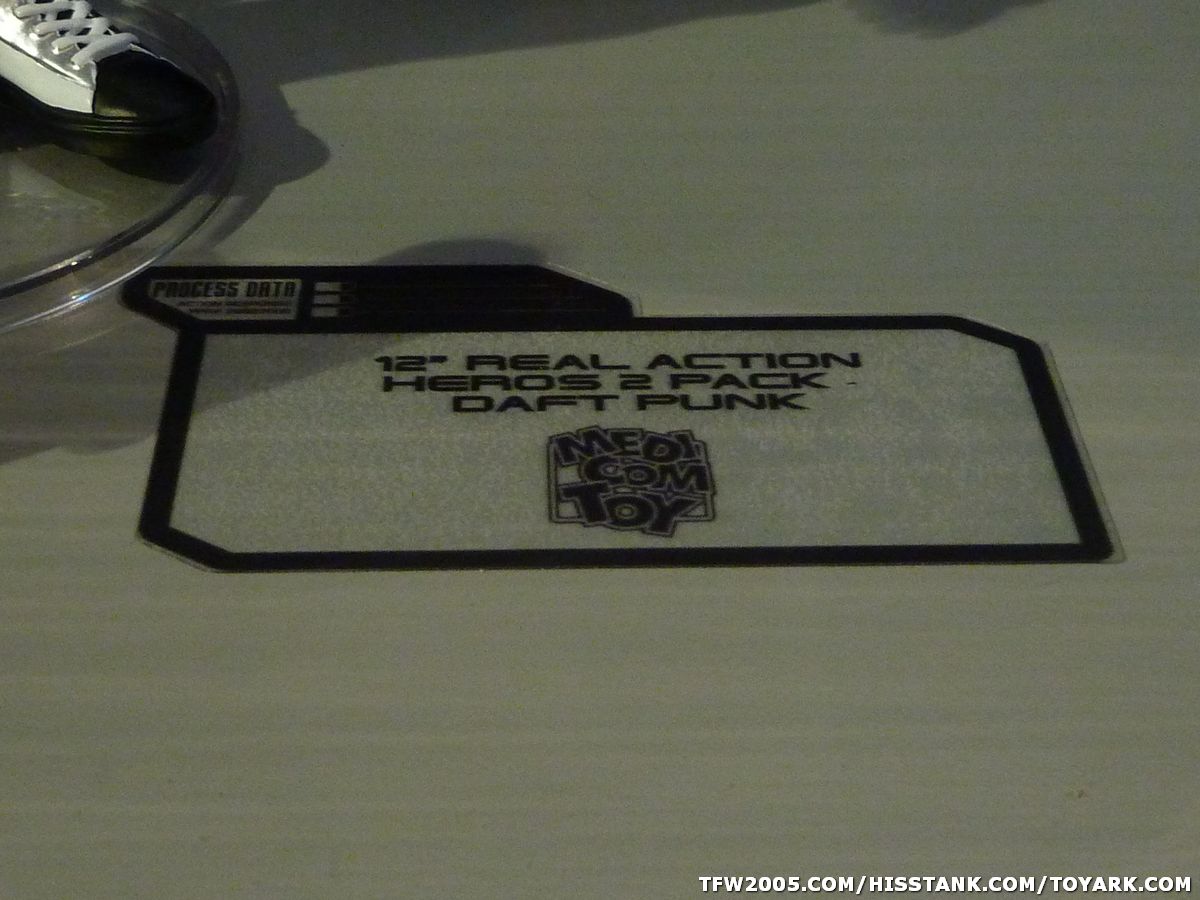 PROCESS DATA
12" REAL ACTION
HEROS 2 PACK -
DAFT PUNK
MEDI
COM
TOY
TFW2005.COM/HISSTANK.COM/TOYARK.COM